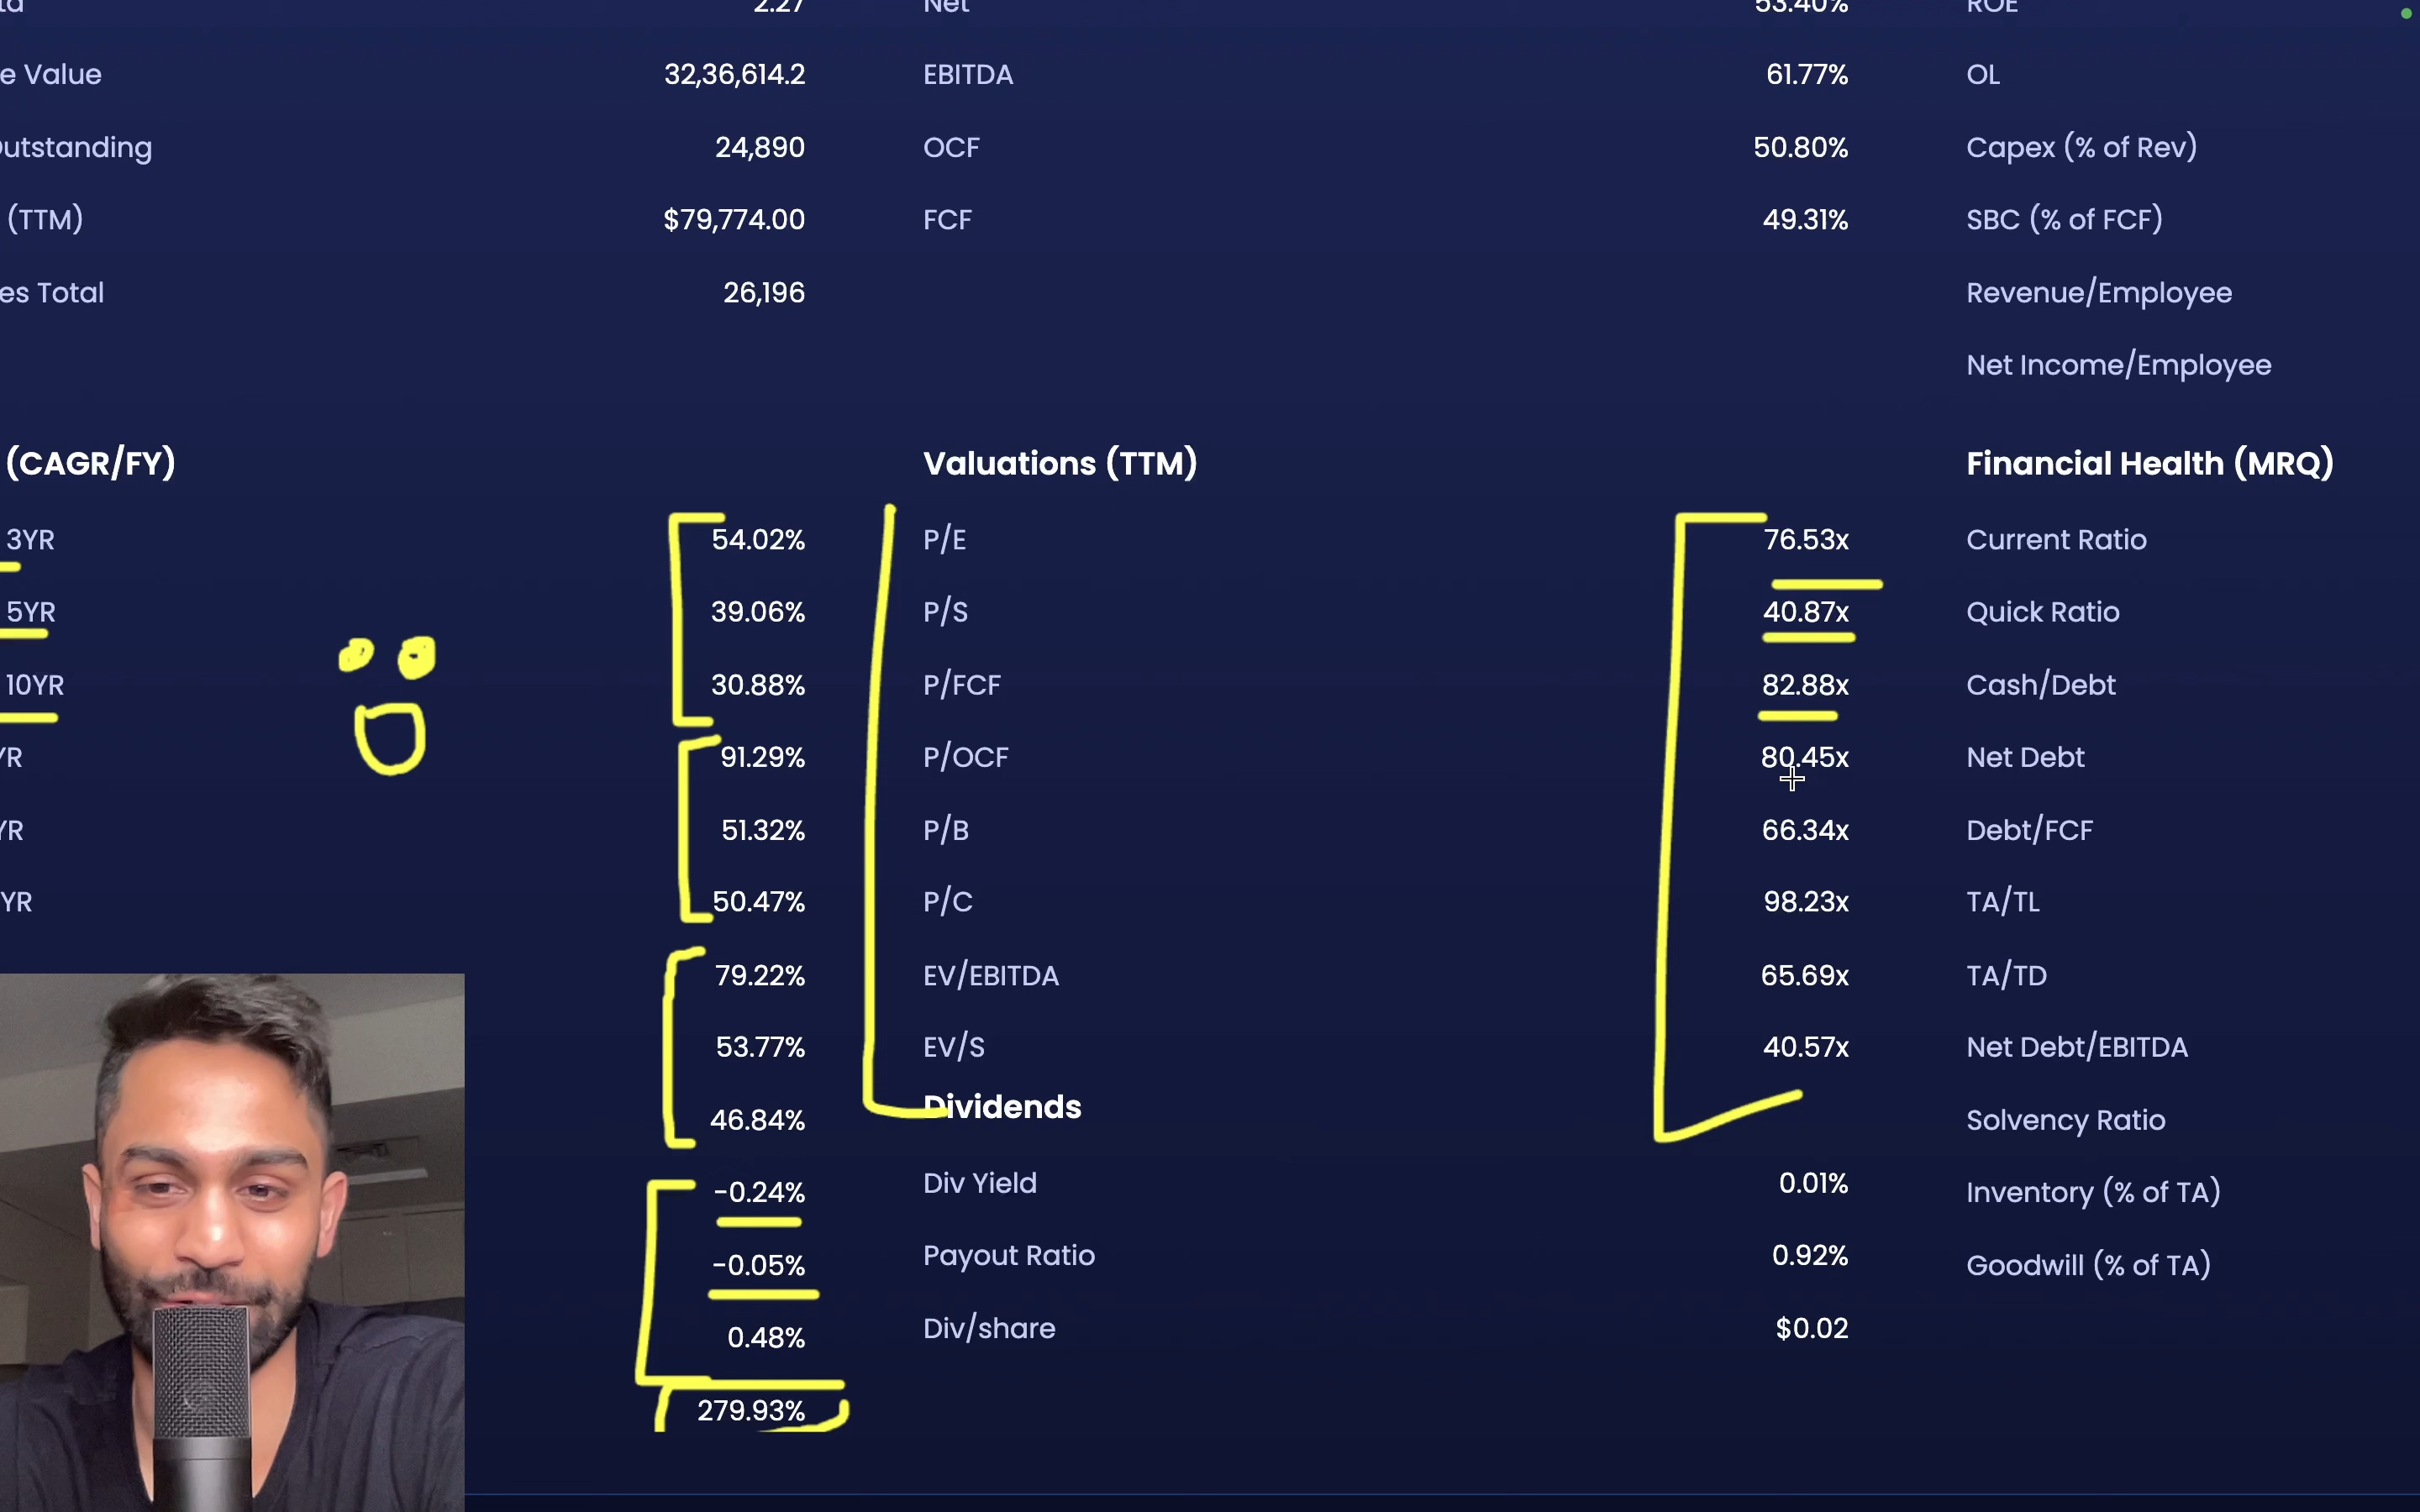 2.27 Net 53.40% ROE
e Value 32,36,614.2 EBITDA 61.77% OL
Outstanding 24,890 OCF 50.80% Capex (% of Rev)
(TTM) $79,774.00 FCF 49.31% SBC (% of FCF)
es Total 26,196 Revenue/Employee
Net Income/Employee
(CAGR/FY) Valuations (TTM) Financial Health (MRQ)
3YR 54.02% P/E 76.53x Current Ratio
5YR 39.06% P/S 40.87x Quick Ratio
10YR 30.88% P/FCF 82.88x Cash/Debt
YR 91.29% P/OCF 80.45x Net Debt
YR 51.32% P/B 66.34x Debt/FCF
YR 50.47% P/C 98.23x TA/TL
79.22% EV/EBITDA 65.69x TA/TD
53.77% EV/S 40.57x Net Debt/EBITDA
46.84% Dividends Solvency Ratio
-0.24% Div Yield 0.01% Inventory (% of TA)
-0.05% Payout Ratio 0.92% Goodwill (% of TA)
0.48% Div/share $0.02
279.93%